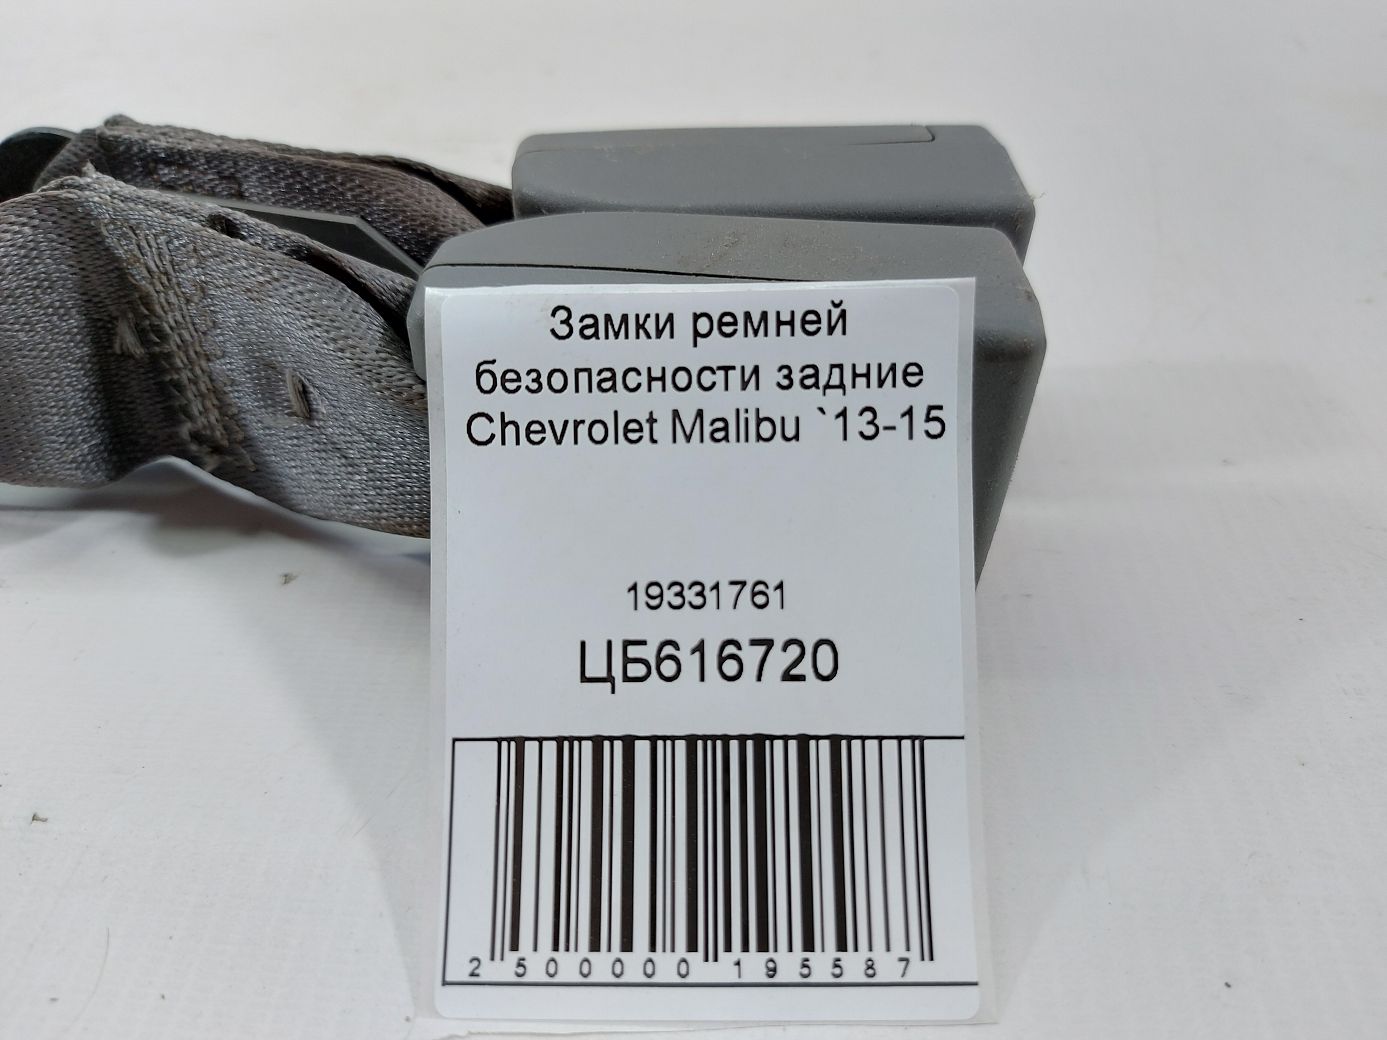 Замки ремней
безопасности задние
Chevrolet Malibu `13-15
19331761
ЦБ616720
2 500000 195587